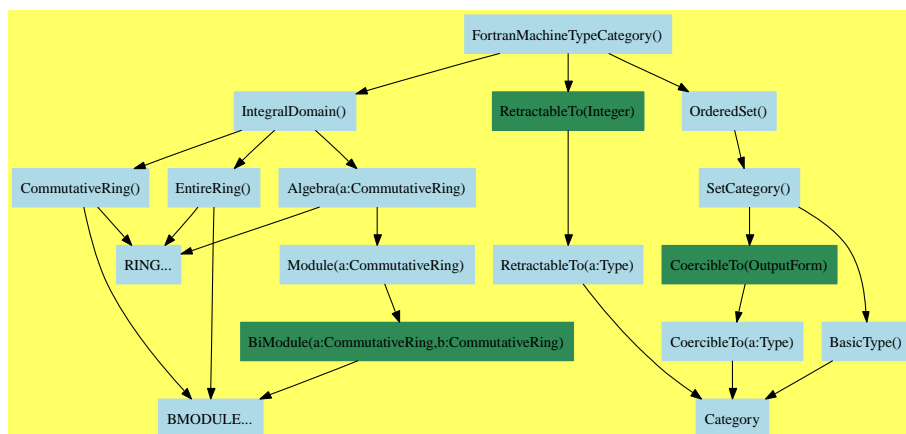 FortranMachineTypeCategory()
IntegralDomain()
RetractableTo(Integer)
OrderedSet()
CommutativeRing()
EntireRing()
Algebra(a:CommutativeRing)
SetCategory()
RING...
Module(a:CommutativeRing)
RetractableTo(a:Type)
CoercibleTo(OutputForm)
BiModule(a:CommutativeRing,b:CommutativeRing)
CoercibleTo(a:Type)
BasicType()
BMODULE...
Category